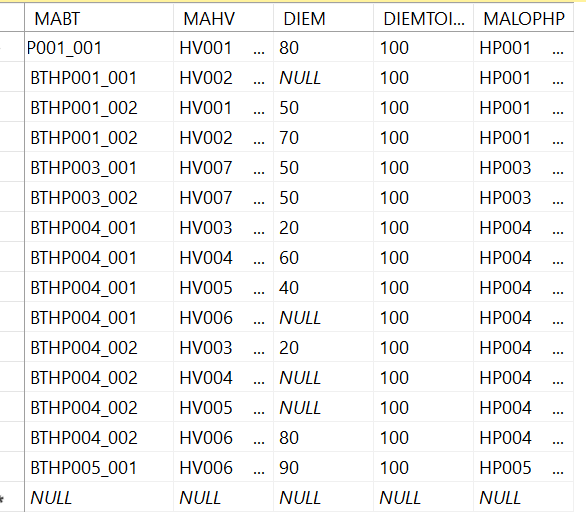 MABT MAHV DIEM DIEMTOI... MALOPHP
P001_001 HV001 ... 80 100 HP001 ...
BTHP001_001 HV002 ... NULL 100 HP001 ...
BTHP001_002 HV001 ... 50 100 HP001 ...
BTHP001_002 HV002 ... 70 100 HP001 ...
BTHP003_001 HV007 ... 50 100 HP003 ...
BTHP003_002 HV007 ... 50 100 HP003 ...
BTHP004_001 HV003 ... 20 100 HP004 ...
BTHP004_001 HV004 ... 60 100 HP004 ...
BTHP004_001 HV005 ... 40 100 HP004 ...
BTHP004_001 HV006 ... NULL 100 HP004 ...
BTHP004_002 HV003 ... 20 100 HP004 ...
BTHP004_002 HV004 ... NULL 100 HP004 ...
BTHP004_002 HV005 ... NULL 100 HP004 ...
BTHP004_002 HV006 ... 80 100 HP004 ...
BTHP005_001 HV006 ... 90 100 HP005 ...
* NULL NULL NULL NULL NULL